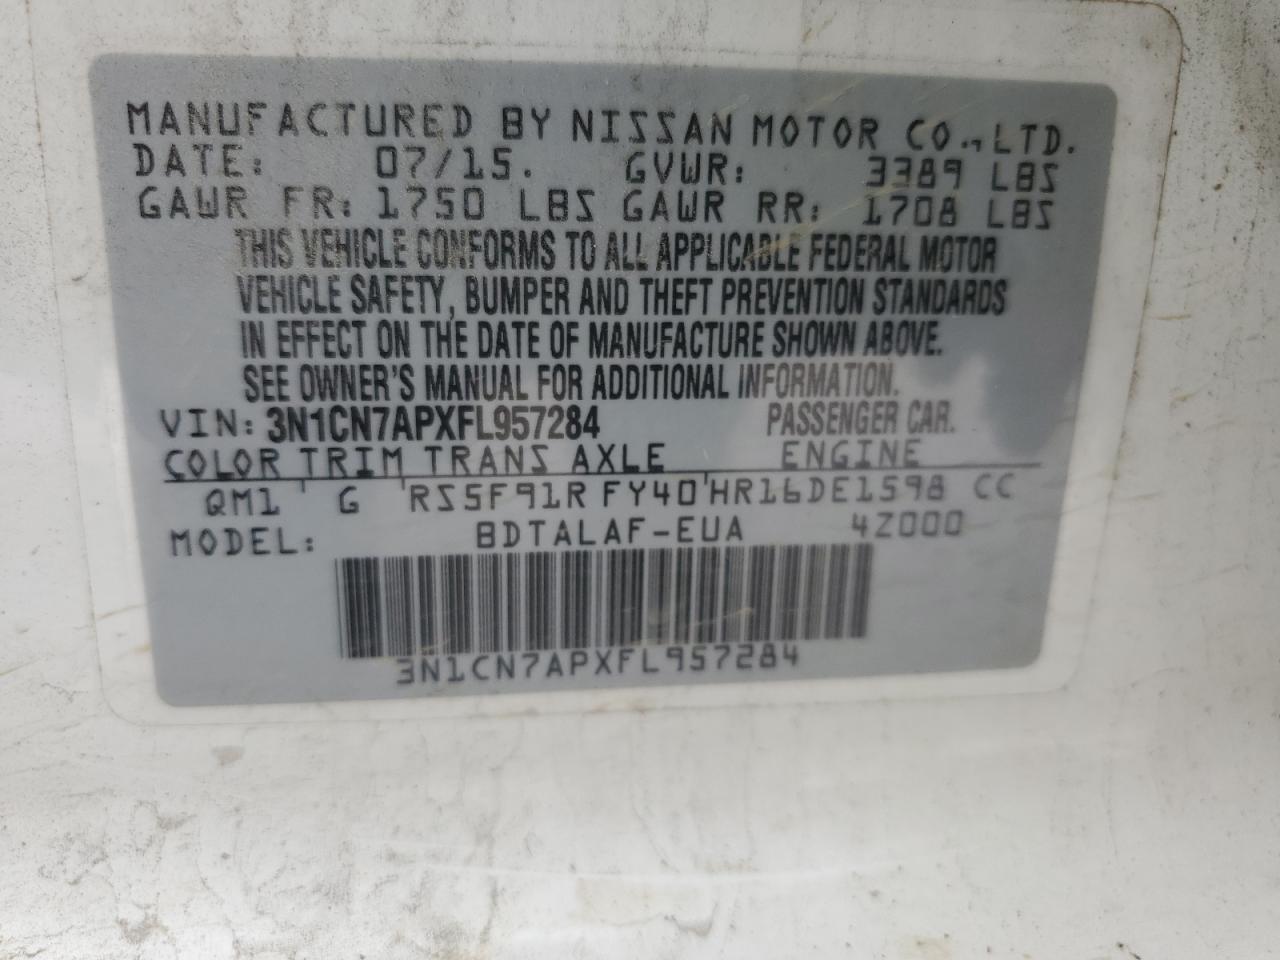 MANUFACTURED BY NISSAN MOTOR CO., LTD.
DATE: 07/15. GVWR: 3389 LBS
GAWR FR: 1750 LBS GAWR RR: 1708 LBS
THIS VEHICLE CONFORMS TO ALL APPLICABLE FEDERAL MOTOR
VEHICLE SAFETY, BUMPER AND THEFT PREVENTION STANDARDS
IN EFFECT ON THE DATE OF MANUFACTURE SHOWN ABOVE.
SEE OWNER'S MANUAL FOR ADDITIONAL INFORMATION.
VIN: 3N1CN7APXFL957284 PASSENGER CAR.
COLOR TRIM TRANS AXLE ENGINE
QM1 G RS5F91R FY40 HR16DE1598 CC
MODEL: BDTALAF-EUA 4Z000
3N1CN7APXFL957284